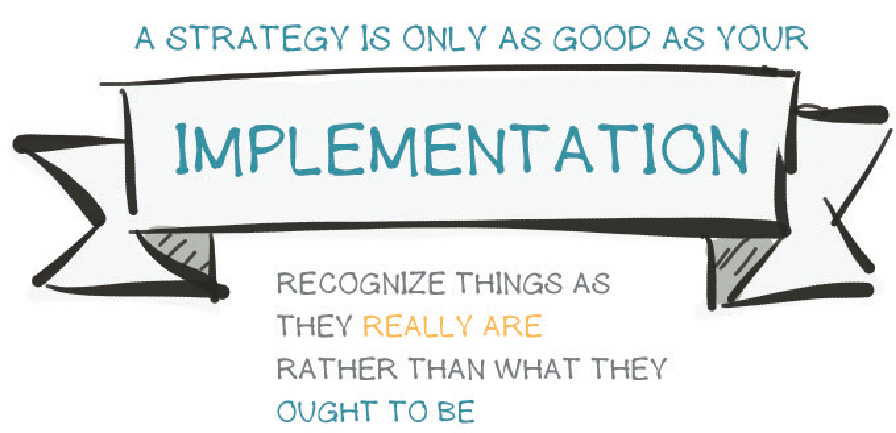 A STRATEGY IS ONLY AS GOOD AS YOUR
IMPLEMENTATION
RECOGNIZE THINGS AS
THEY REALLY ARE
RATHER THAN WHAT THEY
OUGHT TO BE